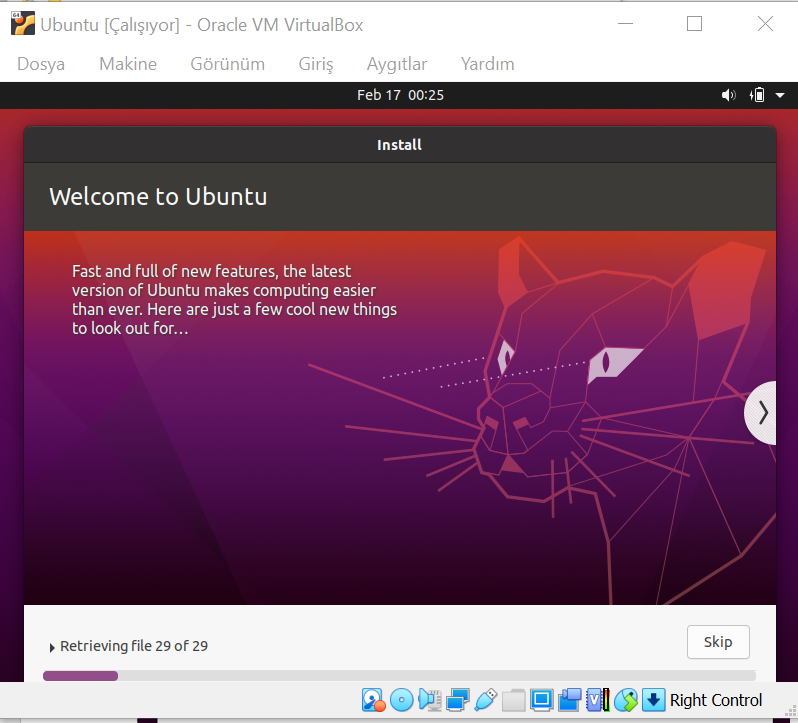 Ubuntu [Çalışıyor] - Oracle VM VirtualBox
Dosya Makine Görünüm Giriş Aygıtlar Yardım
Feb 17 00:25
Install
Welcome to Ubuntu
Fast and full of new features, the latest
version of Ubuntu makes computing easier
than ever. Here are just a few cool new things
to look out for…
Retrieving file 29 of 29
Skip
Right Control